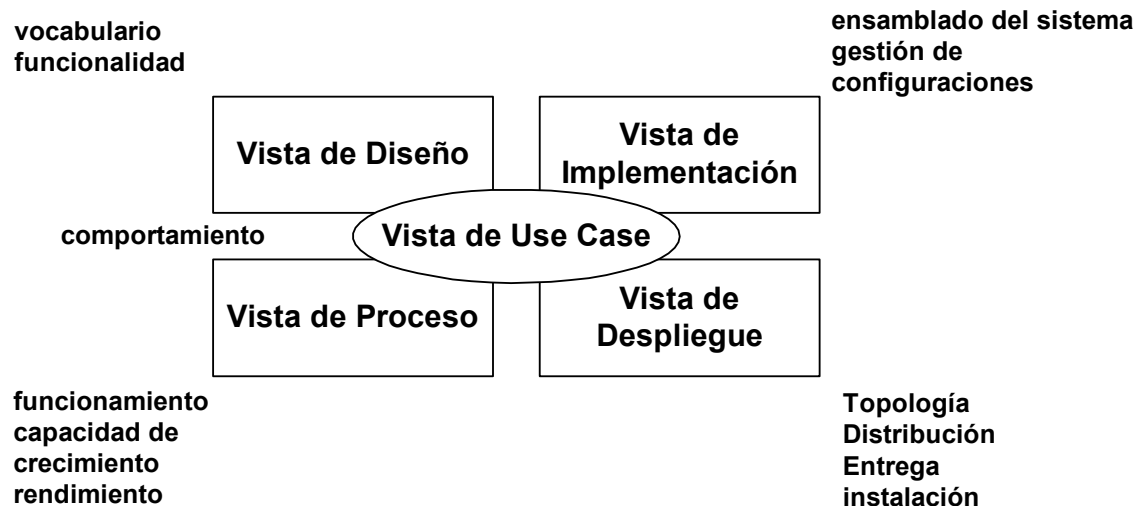 vocabulario
funcionalidad
ensamblado del sistema
gestión de
configuraciones
Vista de Diseño
Vista de
Implementación
comportamiento
Vista de Use Case
Vista de Proceso
Vista de
Despliegue
funcionamiento
capacidad de
crecimiento
rendimiento
Topología
Distribución
Entrega
instalación